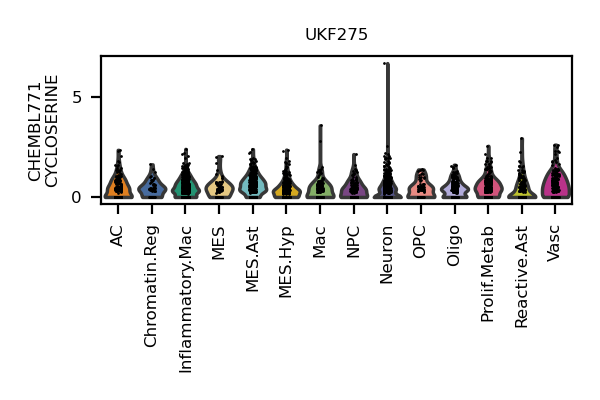 UKF275
CHEMBL771
CYCLOSERINE
5
0
AC
Chromatin.Reg
Inflammatory.Mac
MES
MES.Ast
MES.Hyp
Mac
NPC
Neuron
OPC
Oligo
Prolif.Metab
Reactive.Ast
Vasc